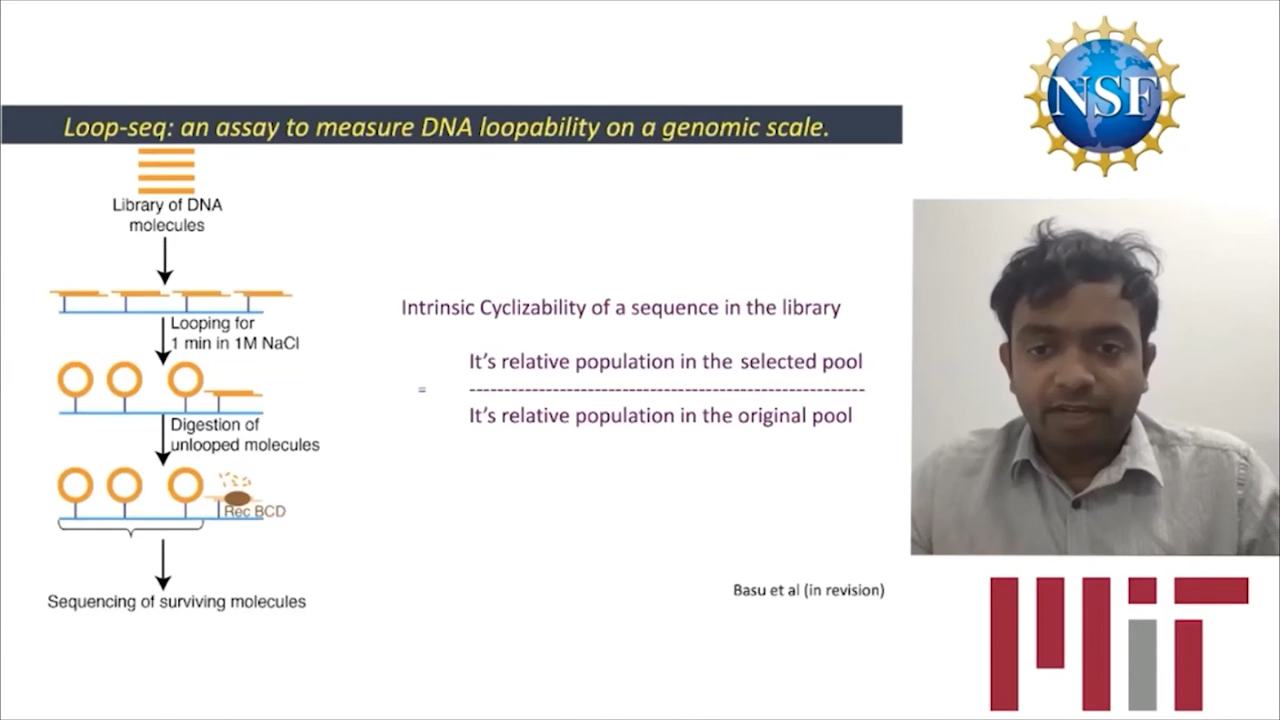 NSF
Loop-seq: an assay to measure DNA loopability on a genomic scale.
Library of DNA
molecules
Looping for
1 min in 1M NaCl
Digestion of
unlooped molecules
Rec BCD
Sequencing of surviving molecules
Intrinsic Cyclizability of a sequence in the library
It's relative population in the selected pool
=
It's relative population in the original pool
Basu et al (in revision)
MIT